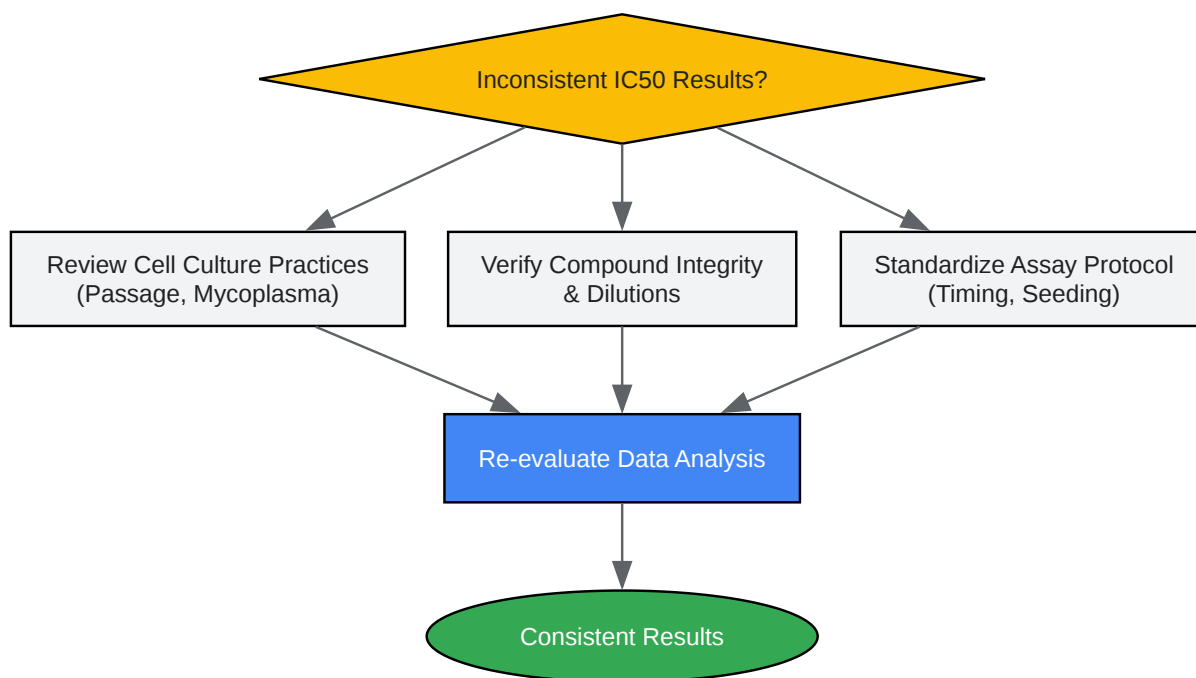 Inconsistent IC50 Results?
Review Cell Culture Practices
(Passage, Mycoplasma)
Verify Compound Integrity
& Dilutions
Standardize Assay Protocol
(Timing, Seeding)
Re-evaluate Data Analysis
Consistent Results